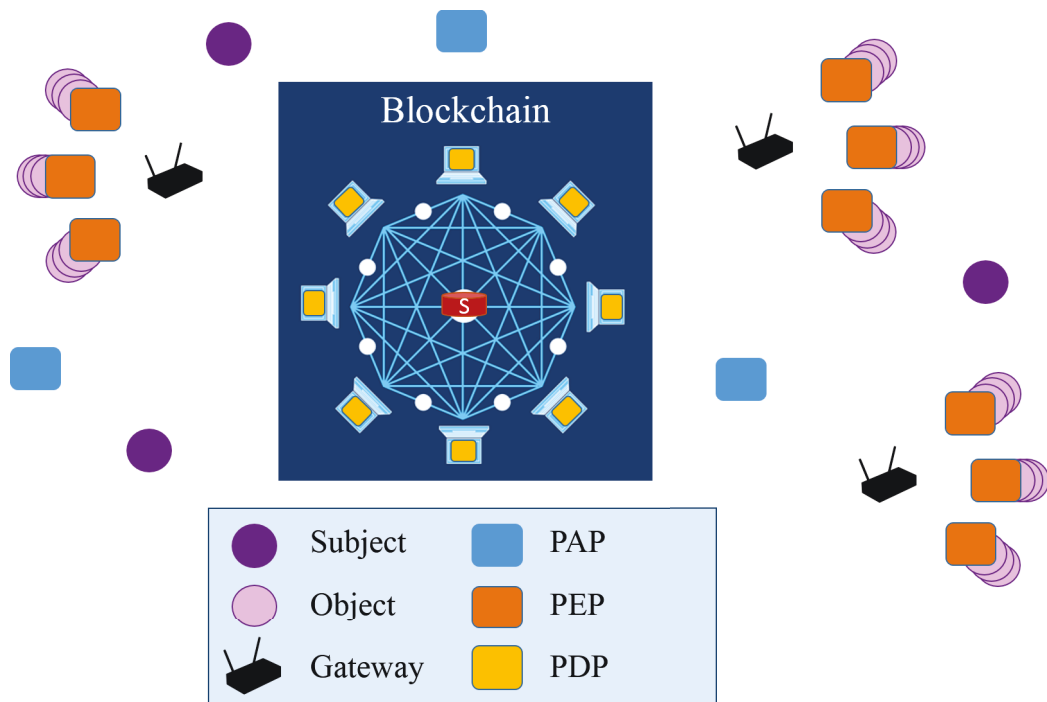 Blockchain
S
Subject
PAP
Object
PEP
Gateway
PDP